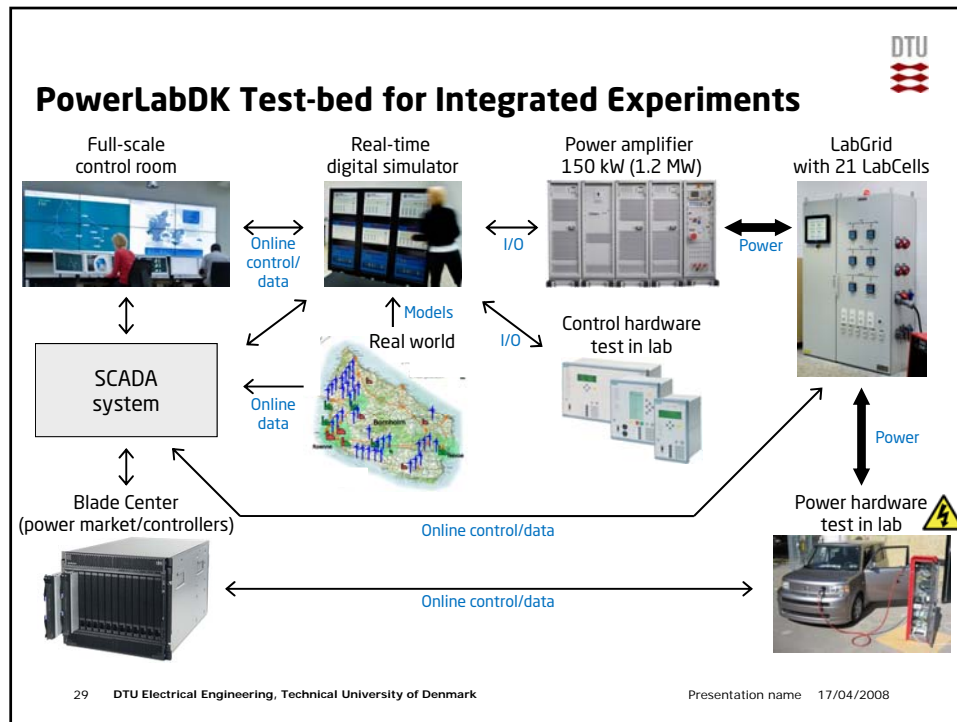 DTU
PowerLabDK Test-bed for Integrated Experiments
Full-scale
control room
Real-time
digital simulator
Power amplifier
150 kW (1.2 MW)
LabGrid
with 21 LabCells
Online
control/
data
I/O
Power
Models
Real world
I/O
Control hardware
test in lab
SCADA
system
Online
data
Bornholm
Power
Blade Center
(power market/controllers)
Online control/data
Power hardware
test in lab
Online control/data
29 DTU Electrical Engineering, Technical University of Denmark
Presentation name 17/04/2008